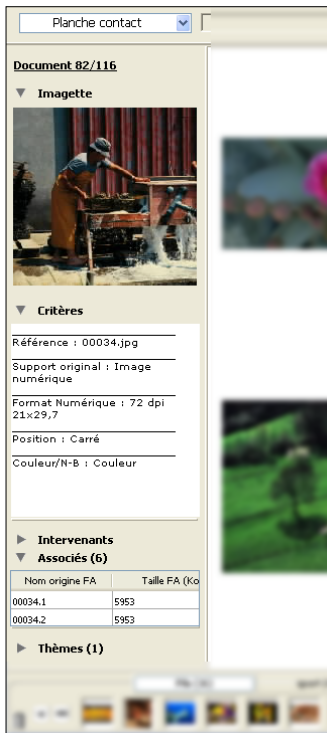 Planche contact
Document 82/116
Imagette
Critères
Référence : 00034.jpg
Support original : Image
numérique
Format Numérique : 72 dpi
21x29,7
Position : Carré
Couleur/N-B : Couleur
Intervenants
Associés (6)
Nom origine FA Taille FA (Ko
00034.1 5953
00034.2 5953
Thèmes (1)